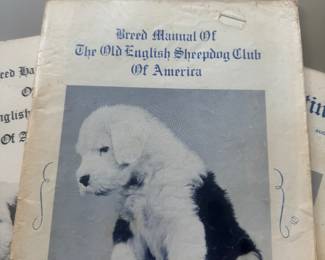 Breed Manual Of
The Old English Sheepdog Club
Of America